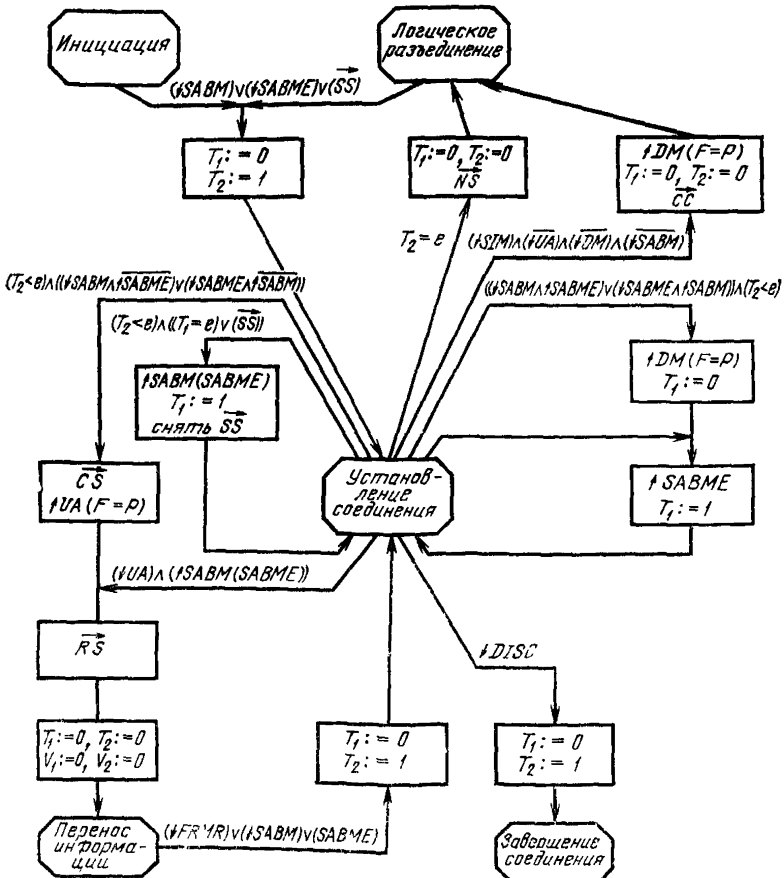 Инициация
Логическое
разъединение
(↓SABM)∨(↓SABME)∨(SS)
T₁:=0
T₂:=1
T₁:=0, T₂:=0
NS
↑DM(F=P)
T₁:=0, T₂:=0
CC
T₂=e
(↓SIM)∧(↓UA)∧(↓DM)∧(↓SABM)
(T₂<e)∧((↓SABM∧↑SABME)∨(↓SABME∧↑SABM))
((↓SABM∧↑SABME)∨(↓SABME∧↑SABM))∧(T₂<e)
(T₂<e)∧((T₁=e)∨(SS))
↑SABM(SABME)
T₁:=1
снять SS
↑DM(F=P)
T₁:=0
CS
↑UA(F=P)
Установ-
ление
соединения
↑SABME
T₁:=1
(↓UA)∧(↑SABM(SABME))
RS
↓DISC
T₁:=0, T₂:=0
V₁:=0, V₂:=0
T₁:=0
T₂:=1
T₁:=0
T₂:=1
Перенос
информа-
ции
(↓FRMR)∨(↓SABM)∨(SABME)
Завершение
соединения